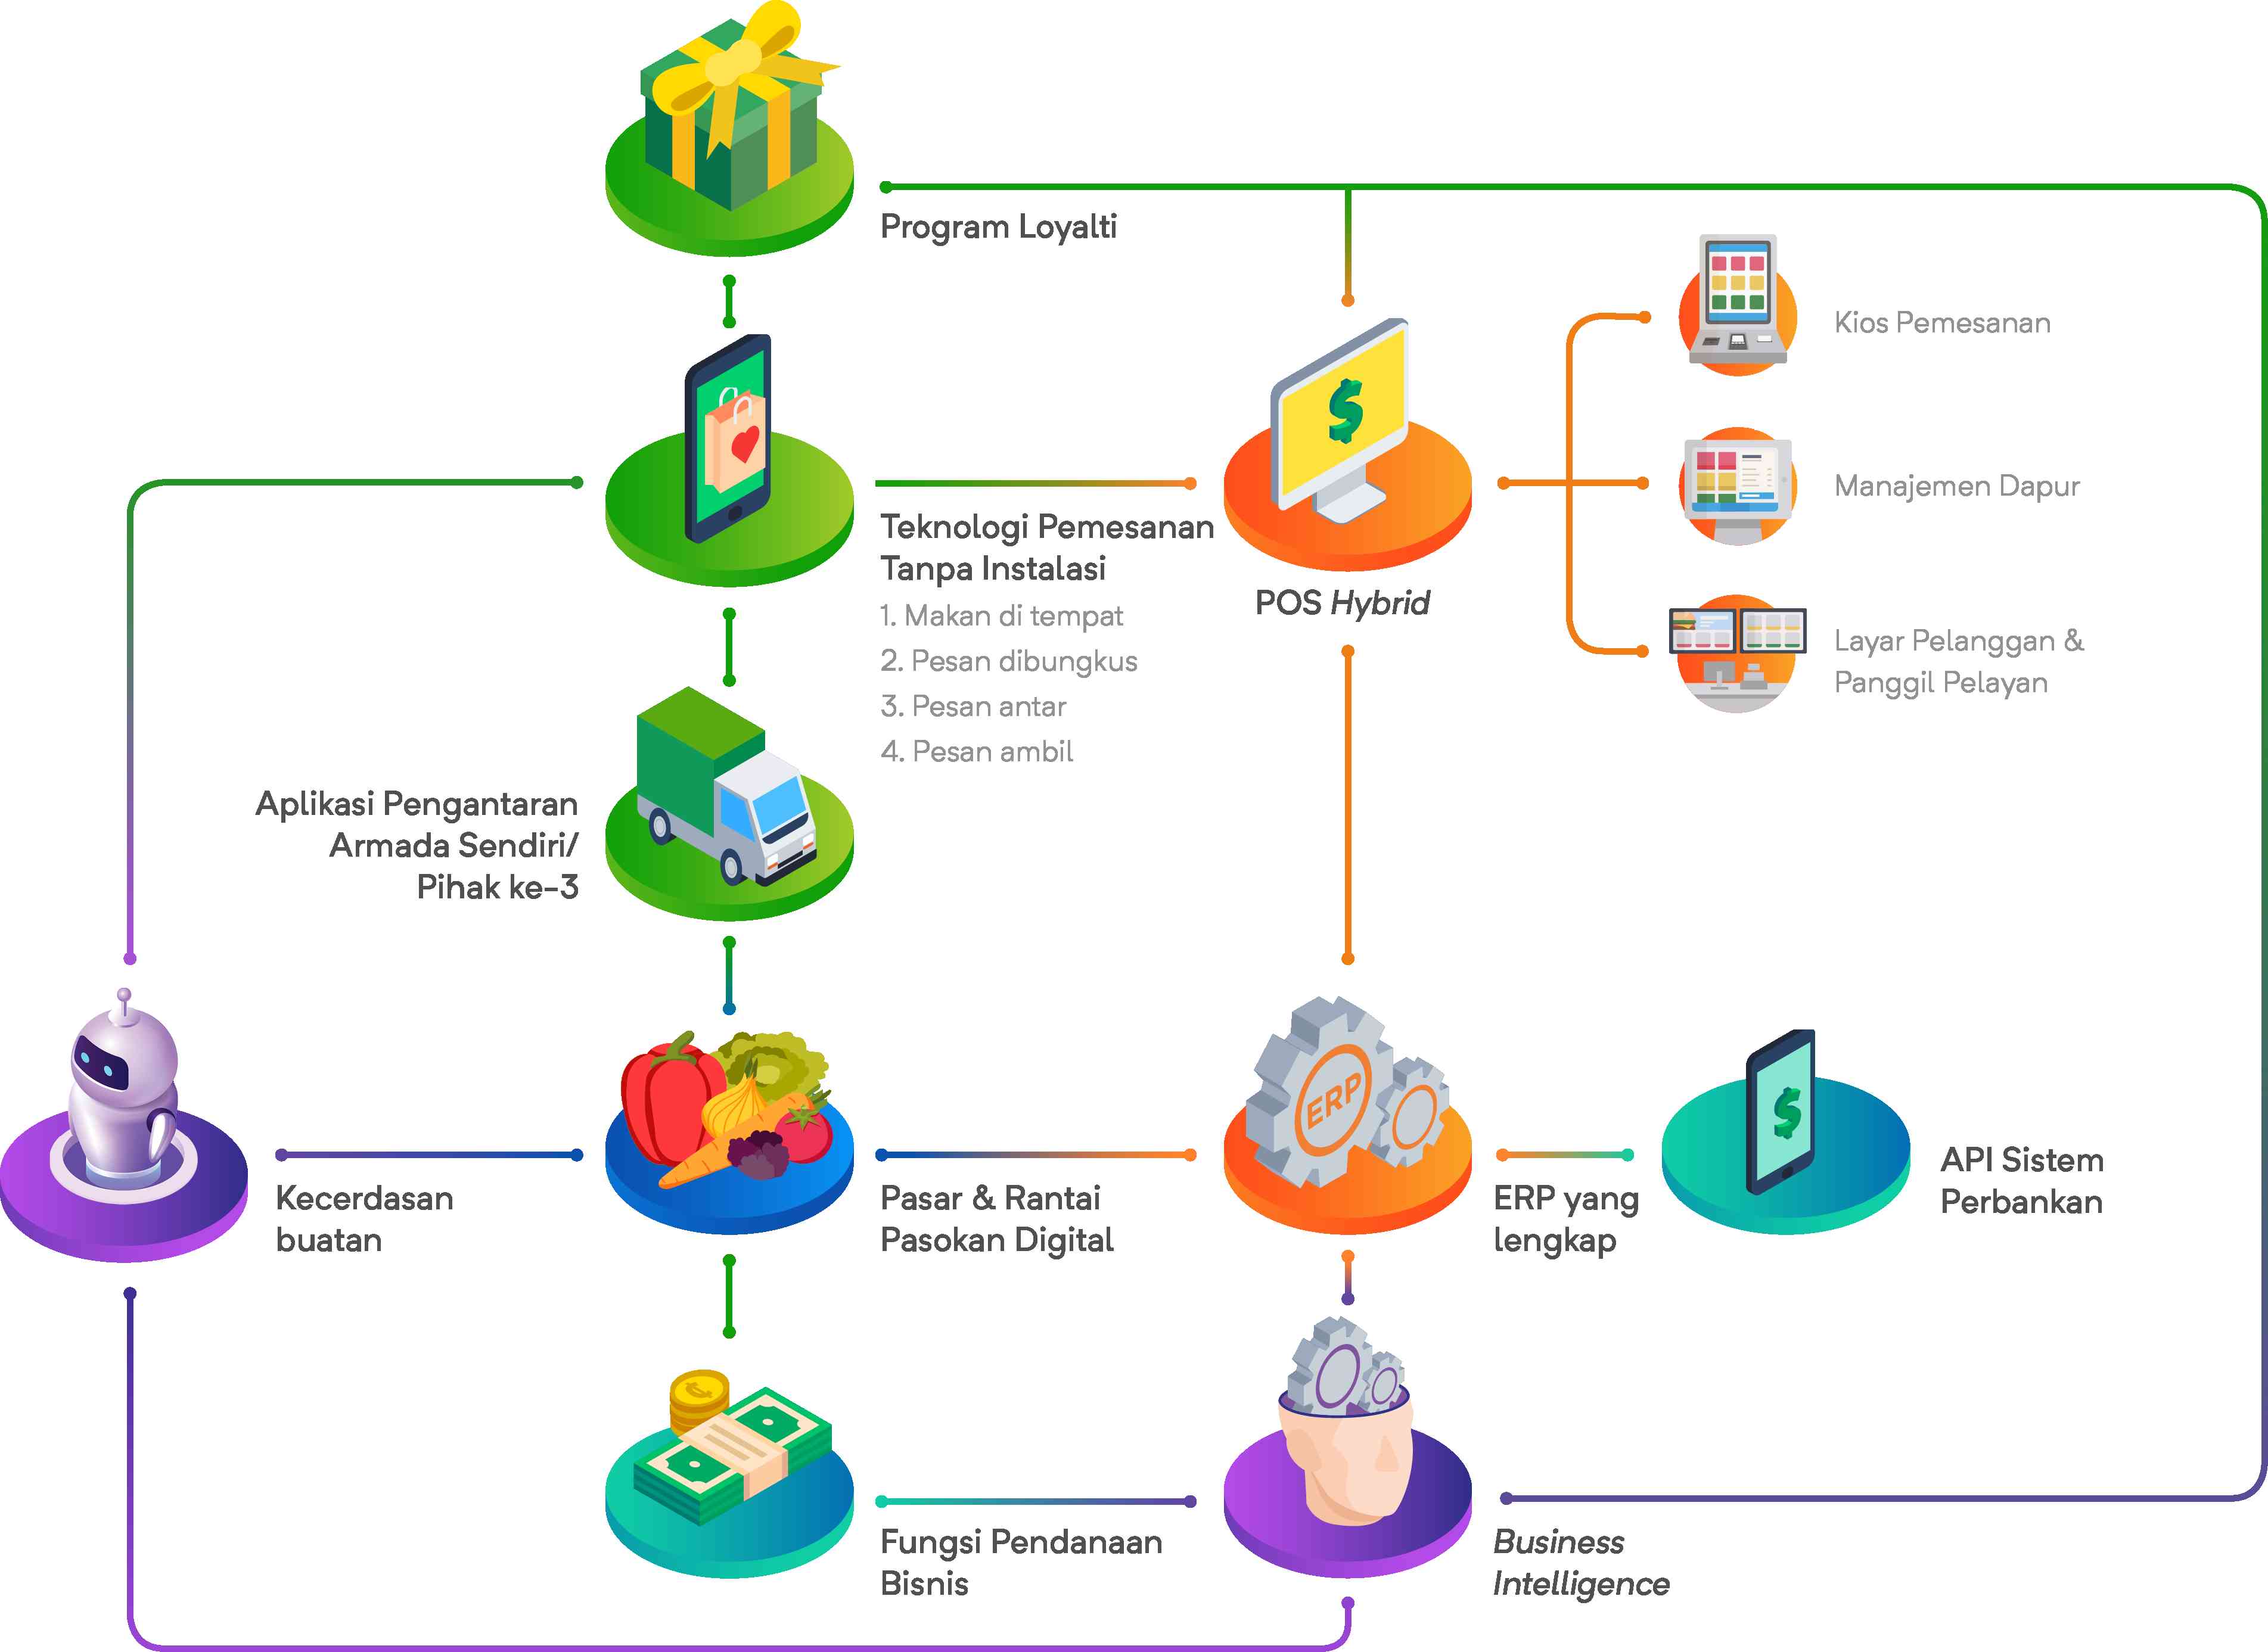 Program Loyalti
Kios Pemesanan
Manajemen Dapur
Teknologi Pemesanan
Tanpa Instalasi
1. Makan di tempat
2. Pesan dibungkus
3. Pesan antar
4. Pesan ambil
POS Hybrid
Layar Pelanggan &
Panggil Pelayan
Aplikasi Pengantaran
Armada Sendiri/
Pihak ke-3
ERP
Kecerdasan
buatan
Pasar & Rantai
Pasokan Digital
ERP yang
lengkap
API Sistem
Perbankan
Fungsi Pendanaan
Bisnis
Business
Intelligence